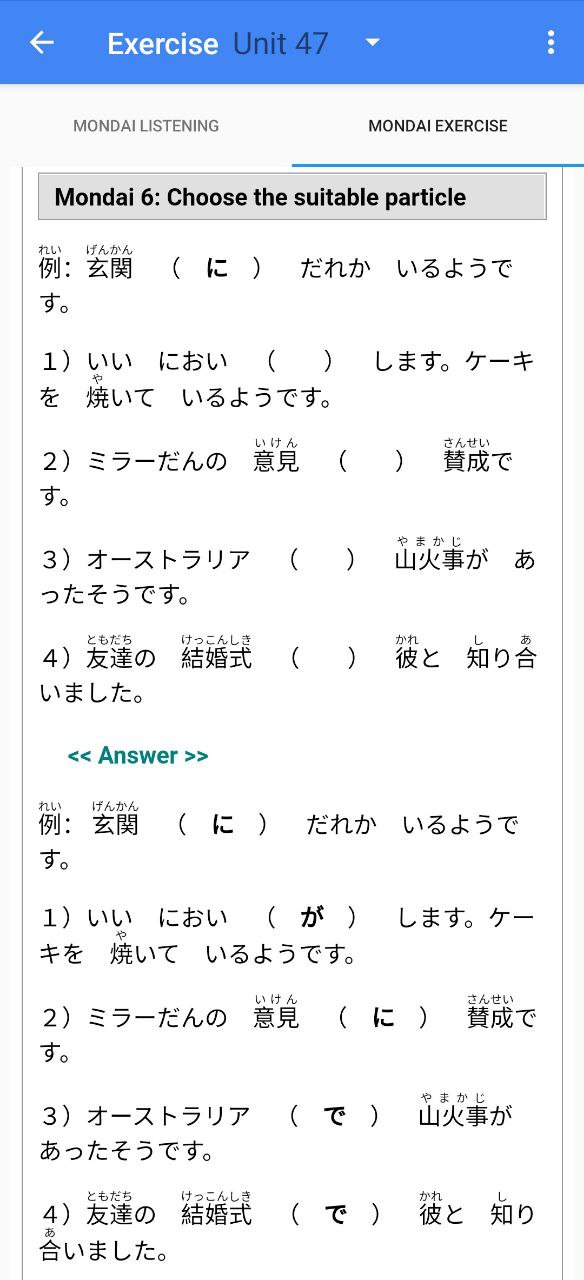 Exercise Unit 47
MONDAI LISTENING
MONDAI EXERCISE
Mondai 6: Choose the suitable particle
れい げんかん
例：玄関 （ に ） だれか いるようで
す。
１）いい におい （ ） します。ケーキ
や
を 焼いて いるようです。
いけん さんせい
２）ミラーだんの 意見 （ ） 賛成で
す。
やまかじ
３）オーストラリア （ ） 山火事が あ
ったそうです。
ともだち けっこんしき かれ し あ
４）友達の 結婚式 （ ） 彼と 知り合
いました。
<< Answer >>
れい げんかん
例： 玄関 （ に ） だれか いるようで
す。
１）いい におい （ が ） します。ケー
や
キを 焼いて いるようです。
いけん さんせい
２）ミラーだんの 意見 （ に ） 賛成で
す。
やまかじ
３）オーストラリア （ で ） 山火事が
あったそうです。
ともだち けっこんしき かれ し
４）友達の 結婚式 （ で ） 彼と 知り
あ
合いました。